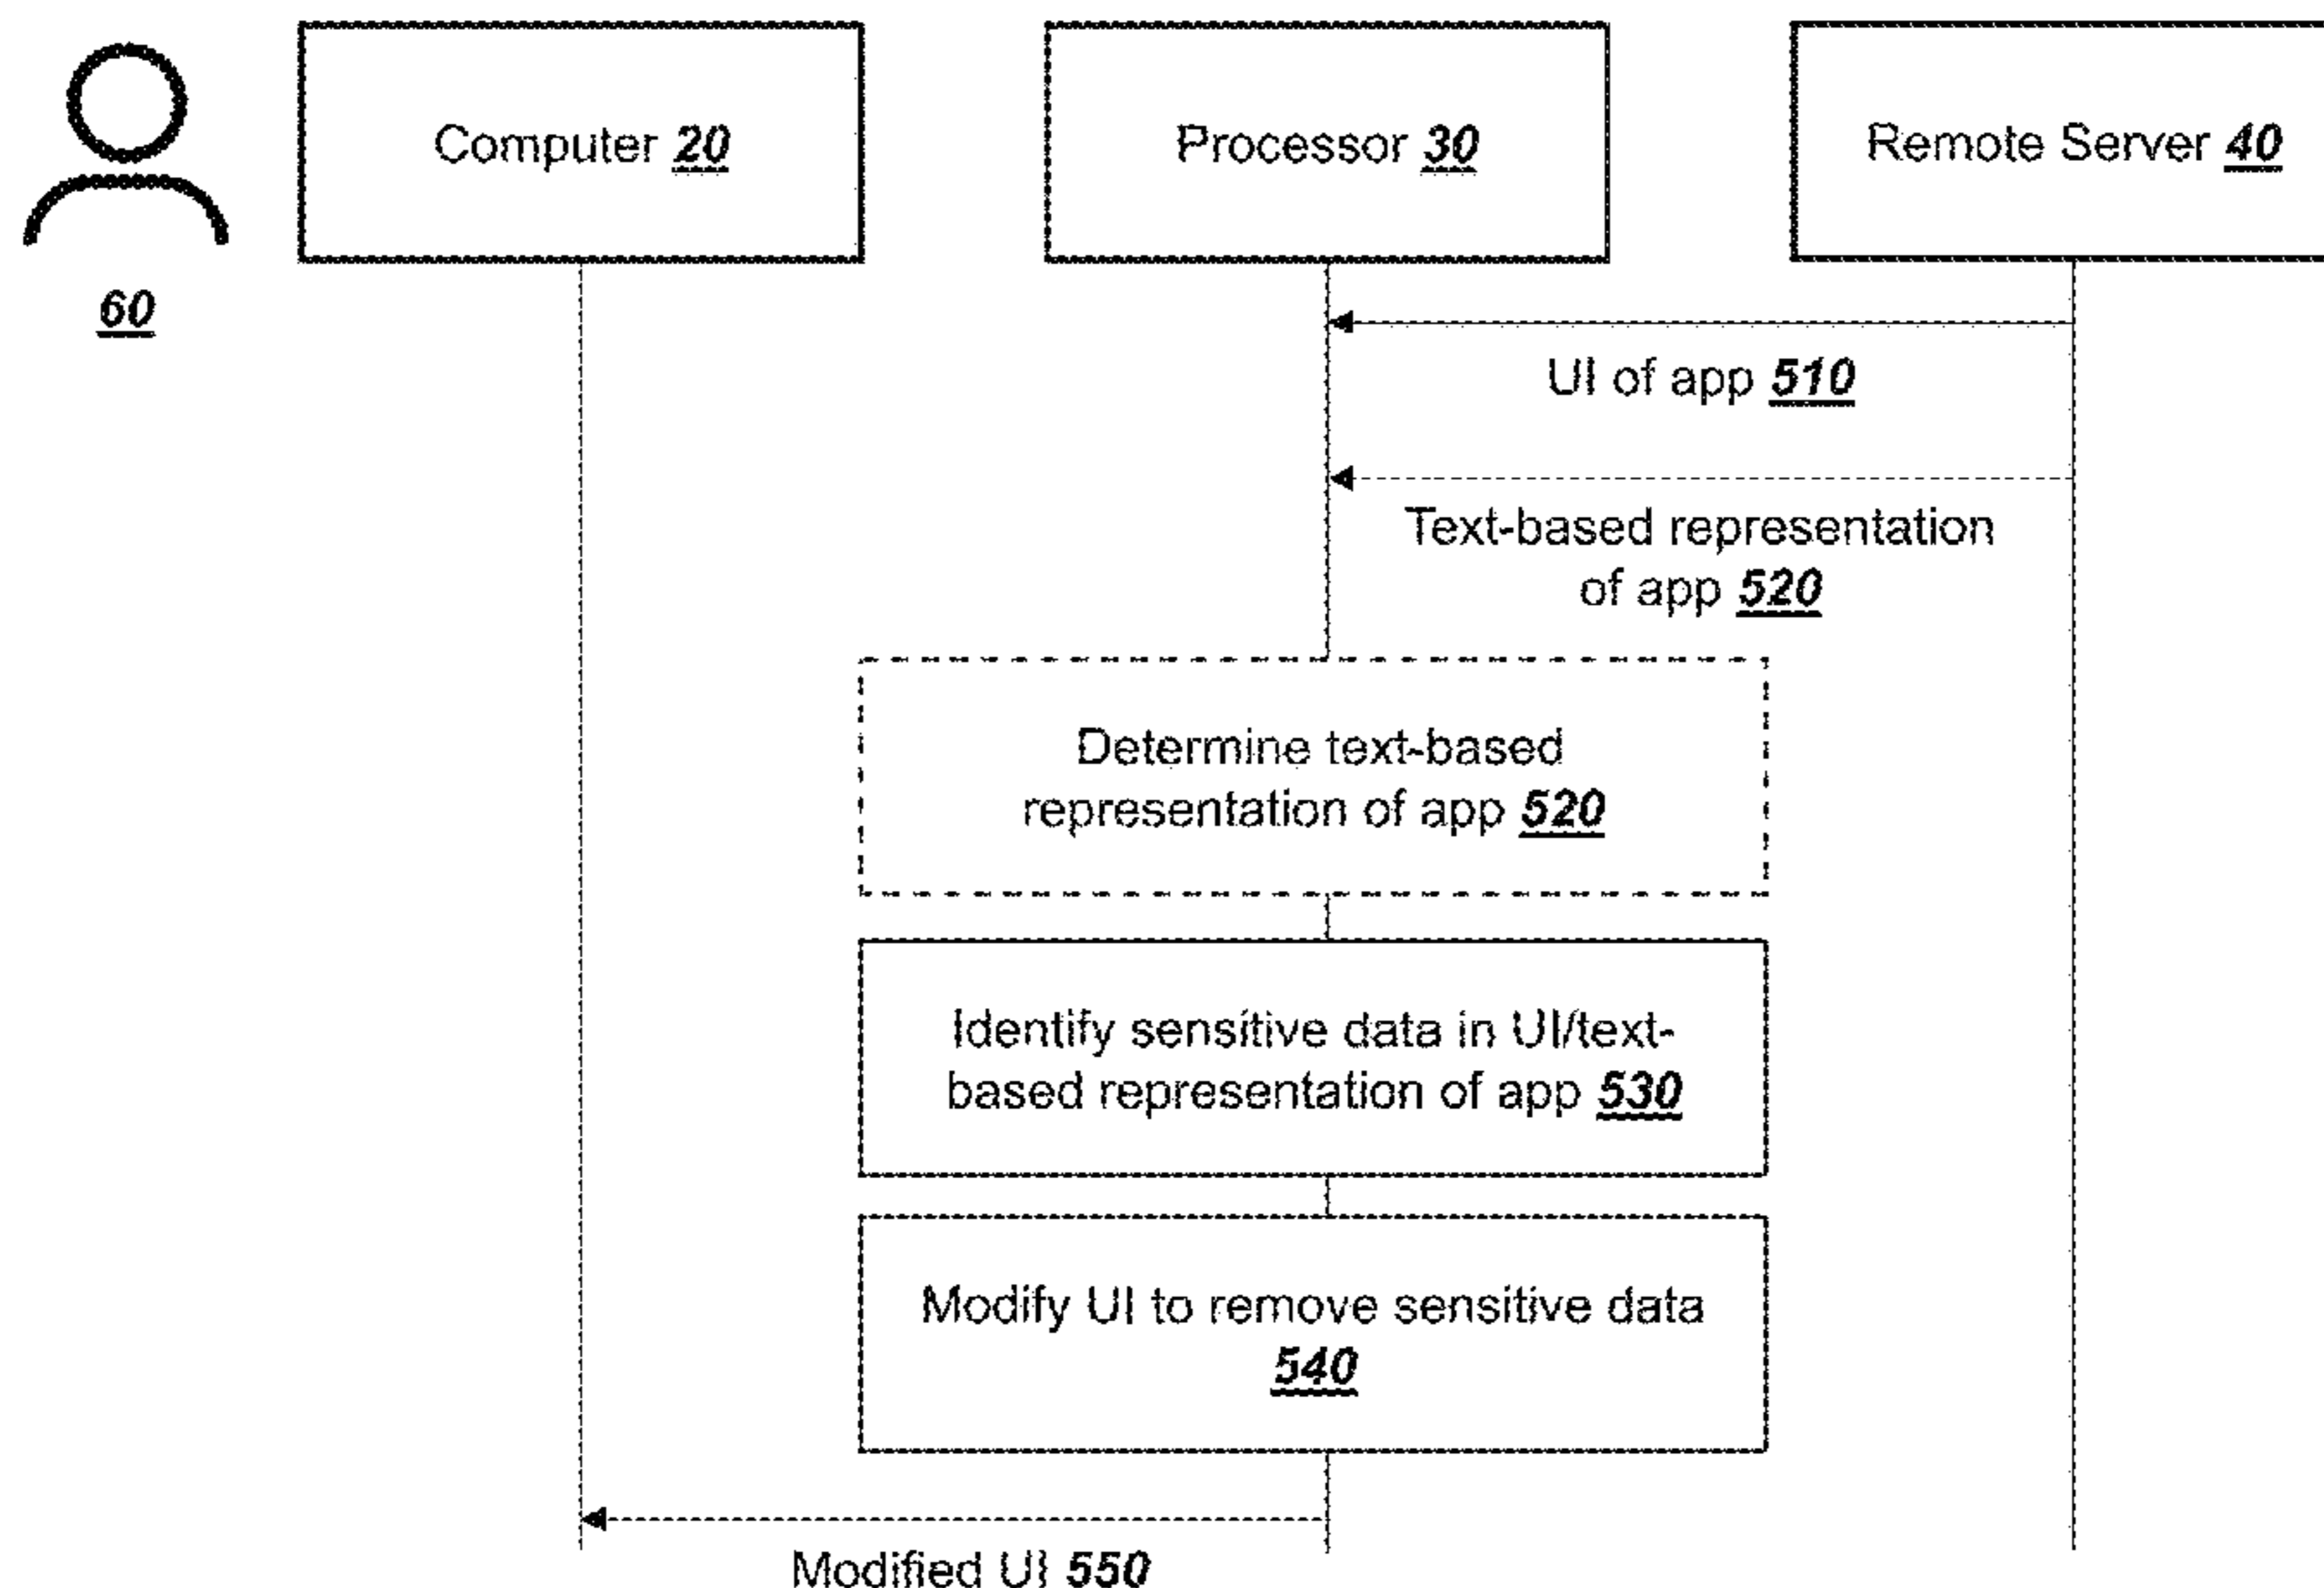 Computer 20
Processor 30
Remote Server 40
60
UI of app 510
Text-based representation
of app 520
Determine text-based
representation of app 520
Identify sensitive data in UI/text-
based representation of app 530
Modify UI to remove sensitive data
540
Modified UI 550